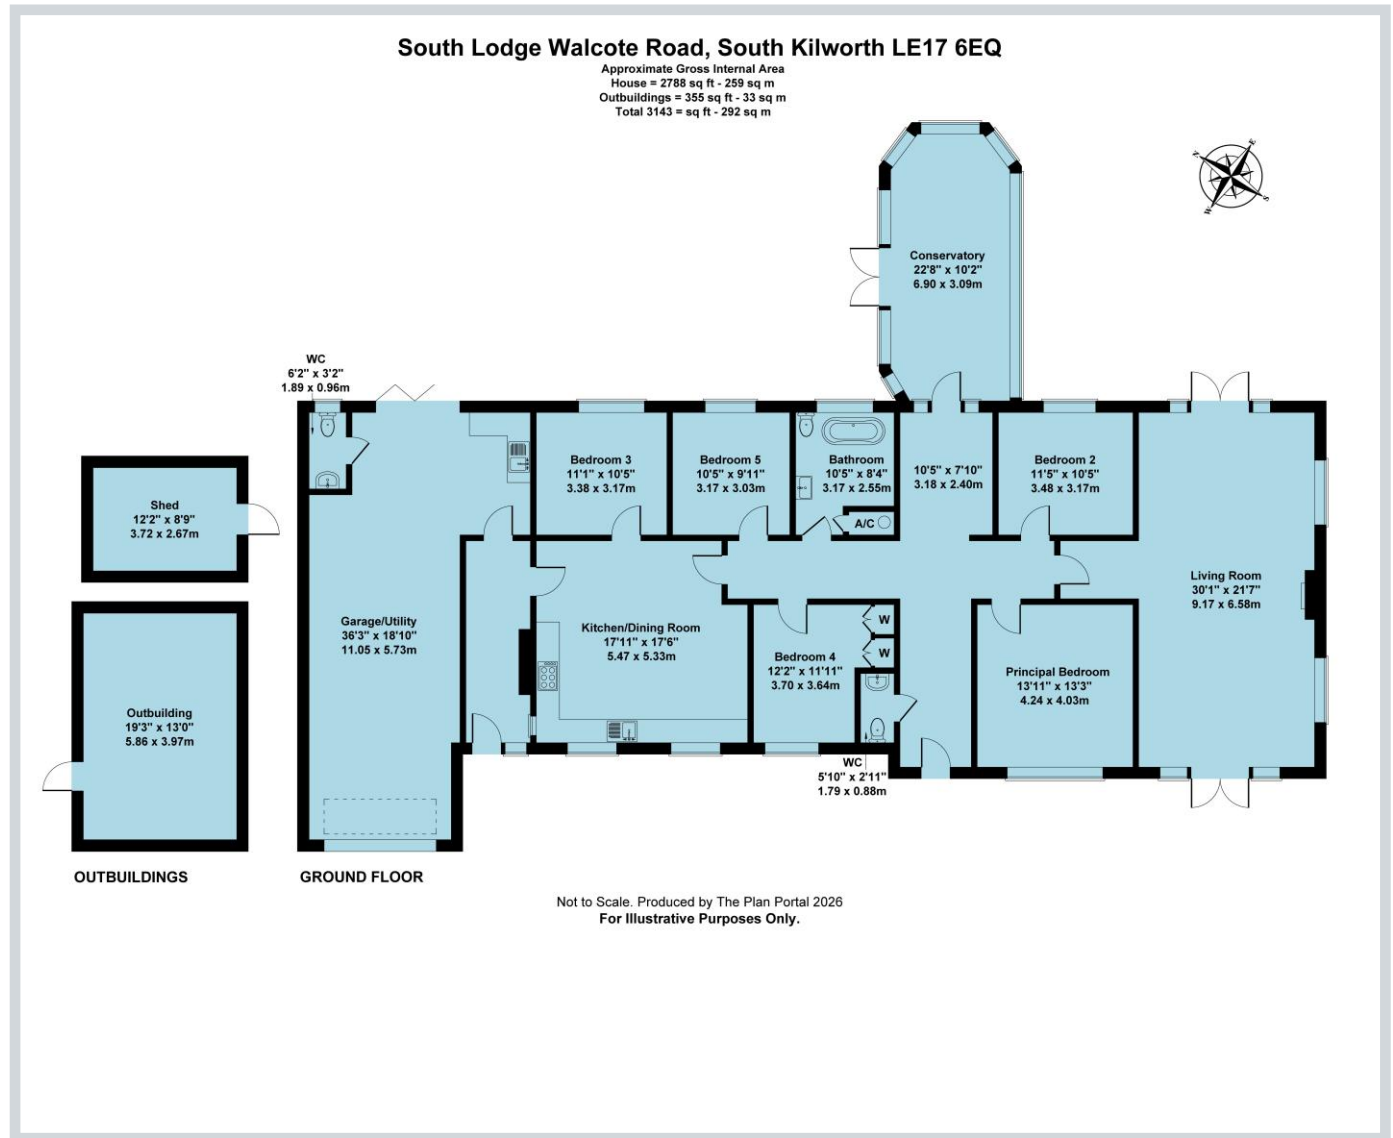 South Lodge Walcote Road, South Kilworth LE17 6EQ
Approximate Gross Internal Area
House = 2788 sq ft - 259 sq m
Outbuildings = 355 sq ft - 33 sq m
Total 3143 = sq ft - 292 sq m
N
E
S
W
Conservatory
22'8" x 10'2"
6.90 x 3.09m
WC
6'2" x 3'2"
1.89 x 0.96m
Bedroom 3
11'1" x 10'5"
3.38 x 3.17m
Bedroom 5
10'5" x 9'11"
3.17 x 3.03m
Bathroom
10'5" x 8'4"
3.17 x 2.55m
A/C
10'5" x 7'10"
3.18 x 2.40m
Bedroom 2
11'5" x 10'5"
3.48 x 3.17m
Shed
12'2" x 8'9"
3.72 x 2.67m
Living Room
30'1" x 21'7"
9.17 x 6.58m
Garage/Utility
36'3" x 18'10"
11.05 x 5.73m
Kitchen/Dining Room
17'11" x 17'6"
5.47 x 5.33m
W
W
Bedroom 4
12'2" x 11'11"
3.70 x 3.64m
Principal Bedroom
13'11" x 13'3"
4.24 x 4.03m
Outbuilding
19'3" x 13'0"
5.86 x 3.97m
WC
5'10" x 2'11"
1.79 x 0.88m
OUTBUILDINGS
GROUND FLOOR
Not to Scale. Produced by The Plan Portal 2026
For Illustrative Purposes Only.